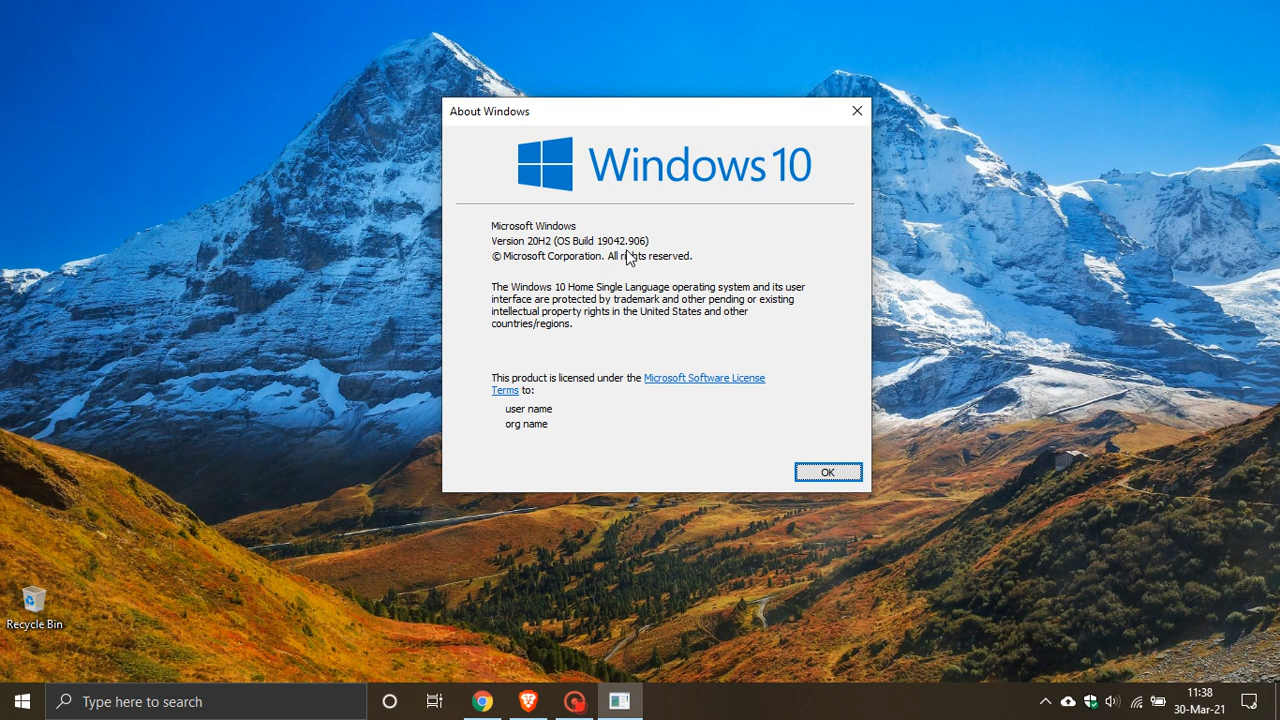 About Windows
Windows 10
Microsoft Windows
Version 20H2 (OS Build 19042.906)
© Microsoft Corporation. All rights reserved.
The Windows 10 Home Single Language operating system and its user
interface are protected by trademark and other pending or existing
intellectual property rights in the United States and other
countries/regions.
This product is licensed under the Microsoft Software License
Terms to:
user name
org name
OK
Recycle Bin
Type here to search
11:38
30-Mar-21